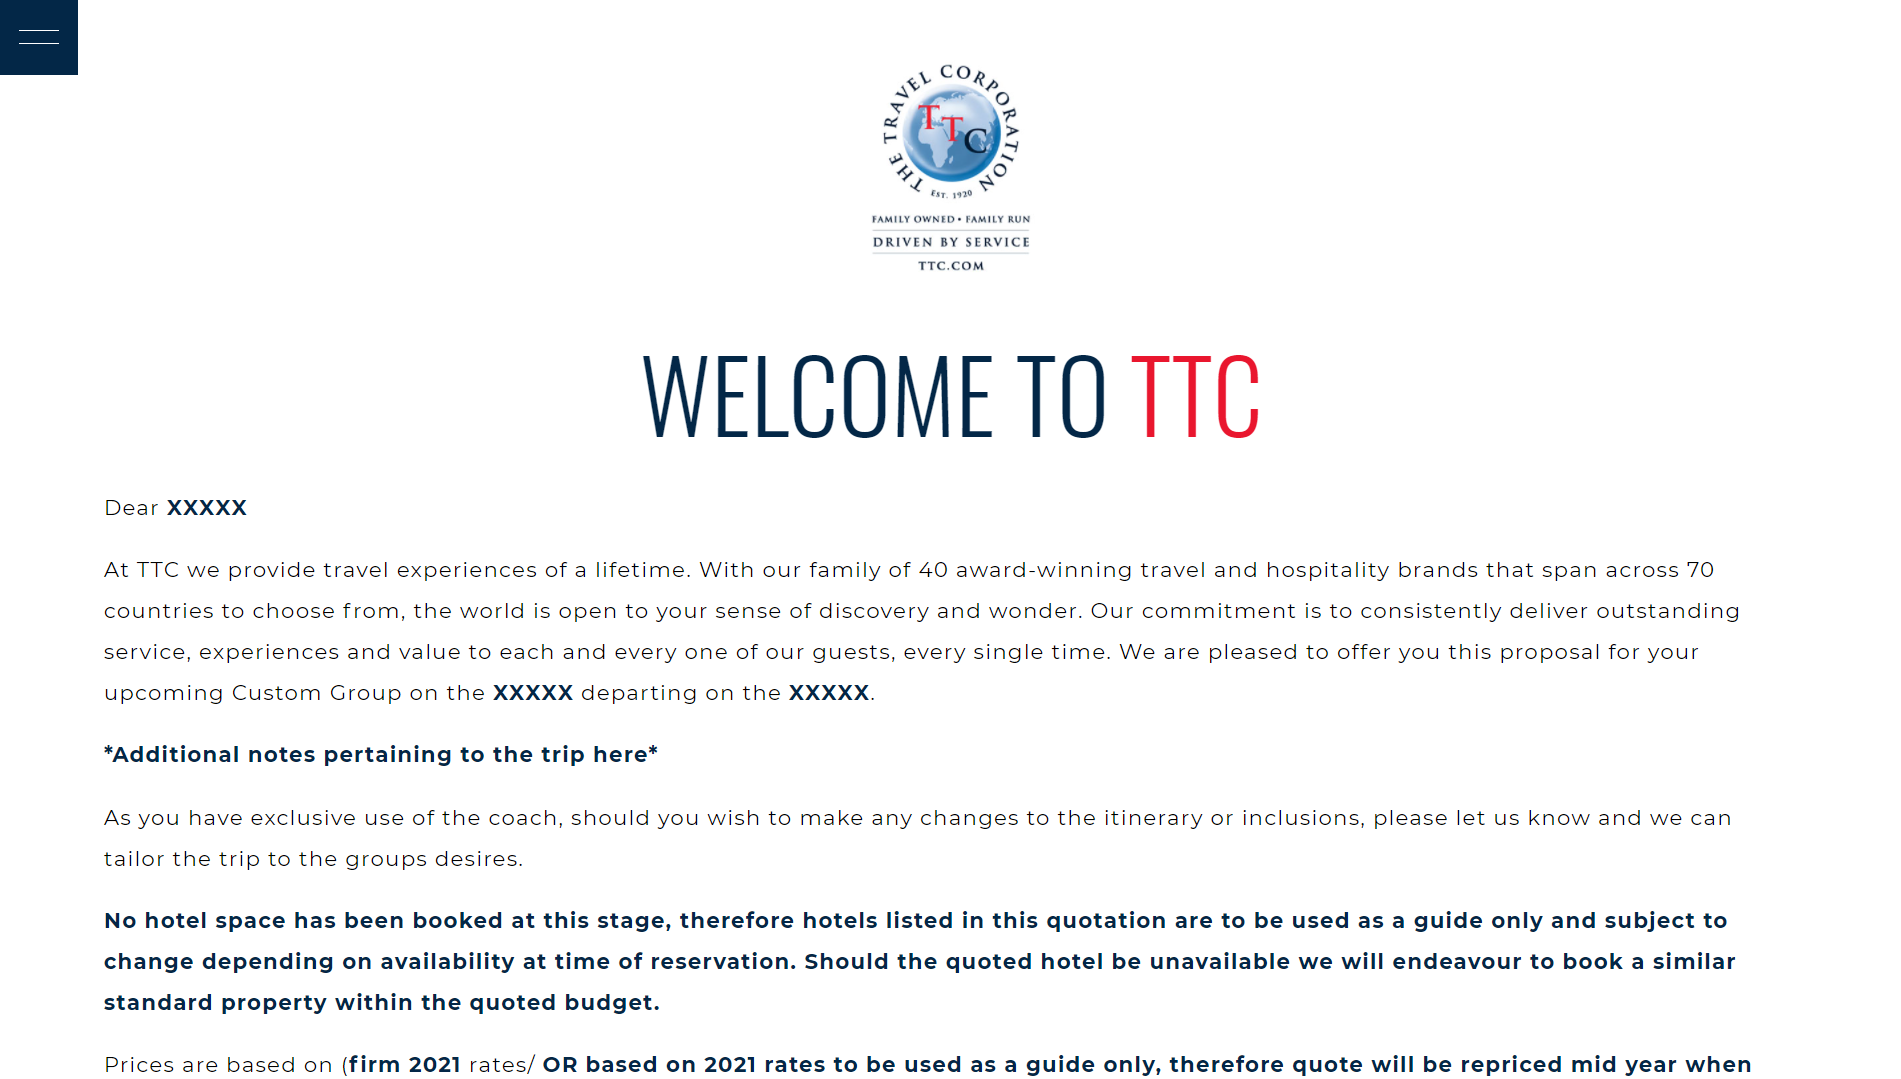 THE TRAVEL CORPORATION
TTC
EST. 1920
FAMILY OWNED • FAMILY RUN
DRIVEN BY SERVICE
TTC.COM
WELCOME TO TTC
Dear XXXXX
At TTC we provide travel experiences of a lifetime. With our family of 40 award-winning travel and hospitality brands that span across 70
countries to choose from, the world is open to your sense of discovery and wonder. Our commitment is to consistently deliver outstanding
service, experiences and value to each and every one of our guests, every single time. We are pleased to offer you this proposal for your
upcoming Custom Group on the XXXXX departing on the XXXXX.
*Additional notes pertaining to the trip here*
As you have exclusive use of the coach, should you wish to make any changes to the itinerary or inclusions, please let us know and we can
tailor the trip to the groups desires.
No hotel space has been booked at this stage, therefore hotels listed in this quotation are to be used as a guide only and subject to
change depending on availability at time of reservation. Should the quoted hotel be unavailable we will endeavour to book a similar
standard property within the quoted budget.
Prices are based on (firm 2021 rates/ OR based on 2021 rates to be used as a guide only, therefore quote will be repriced mid year when